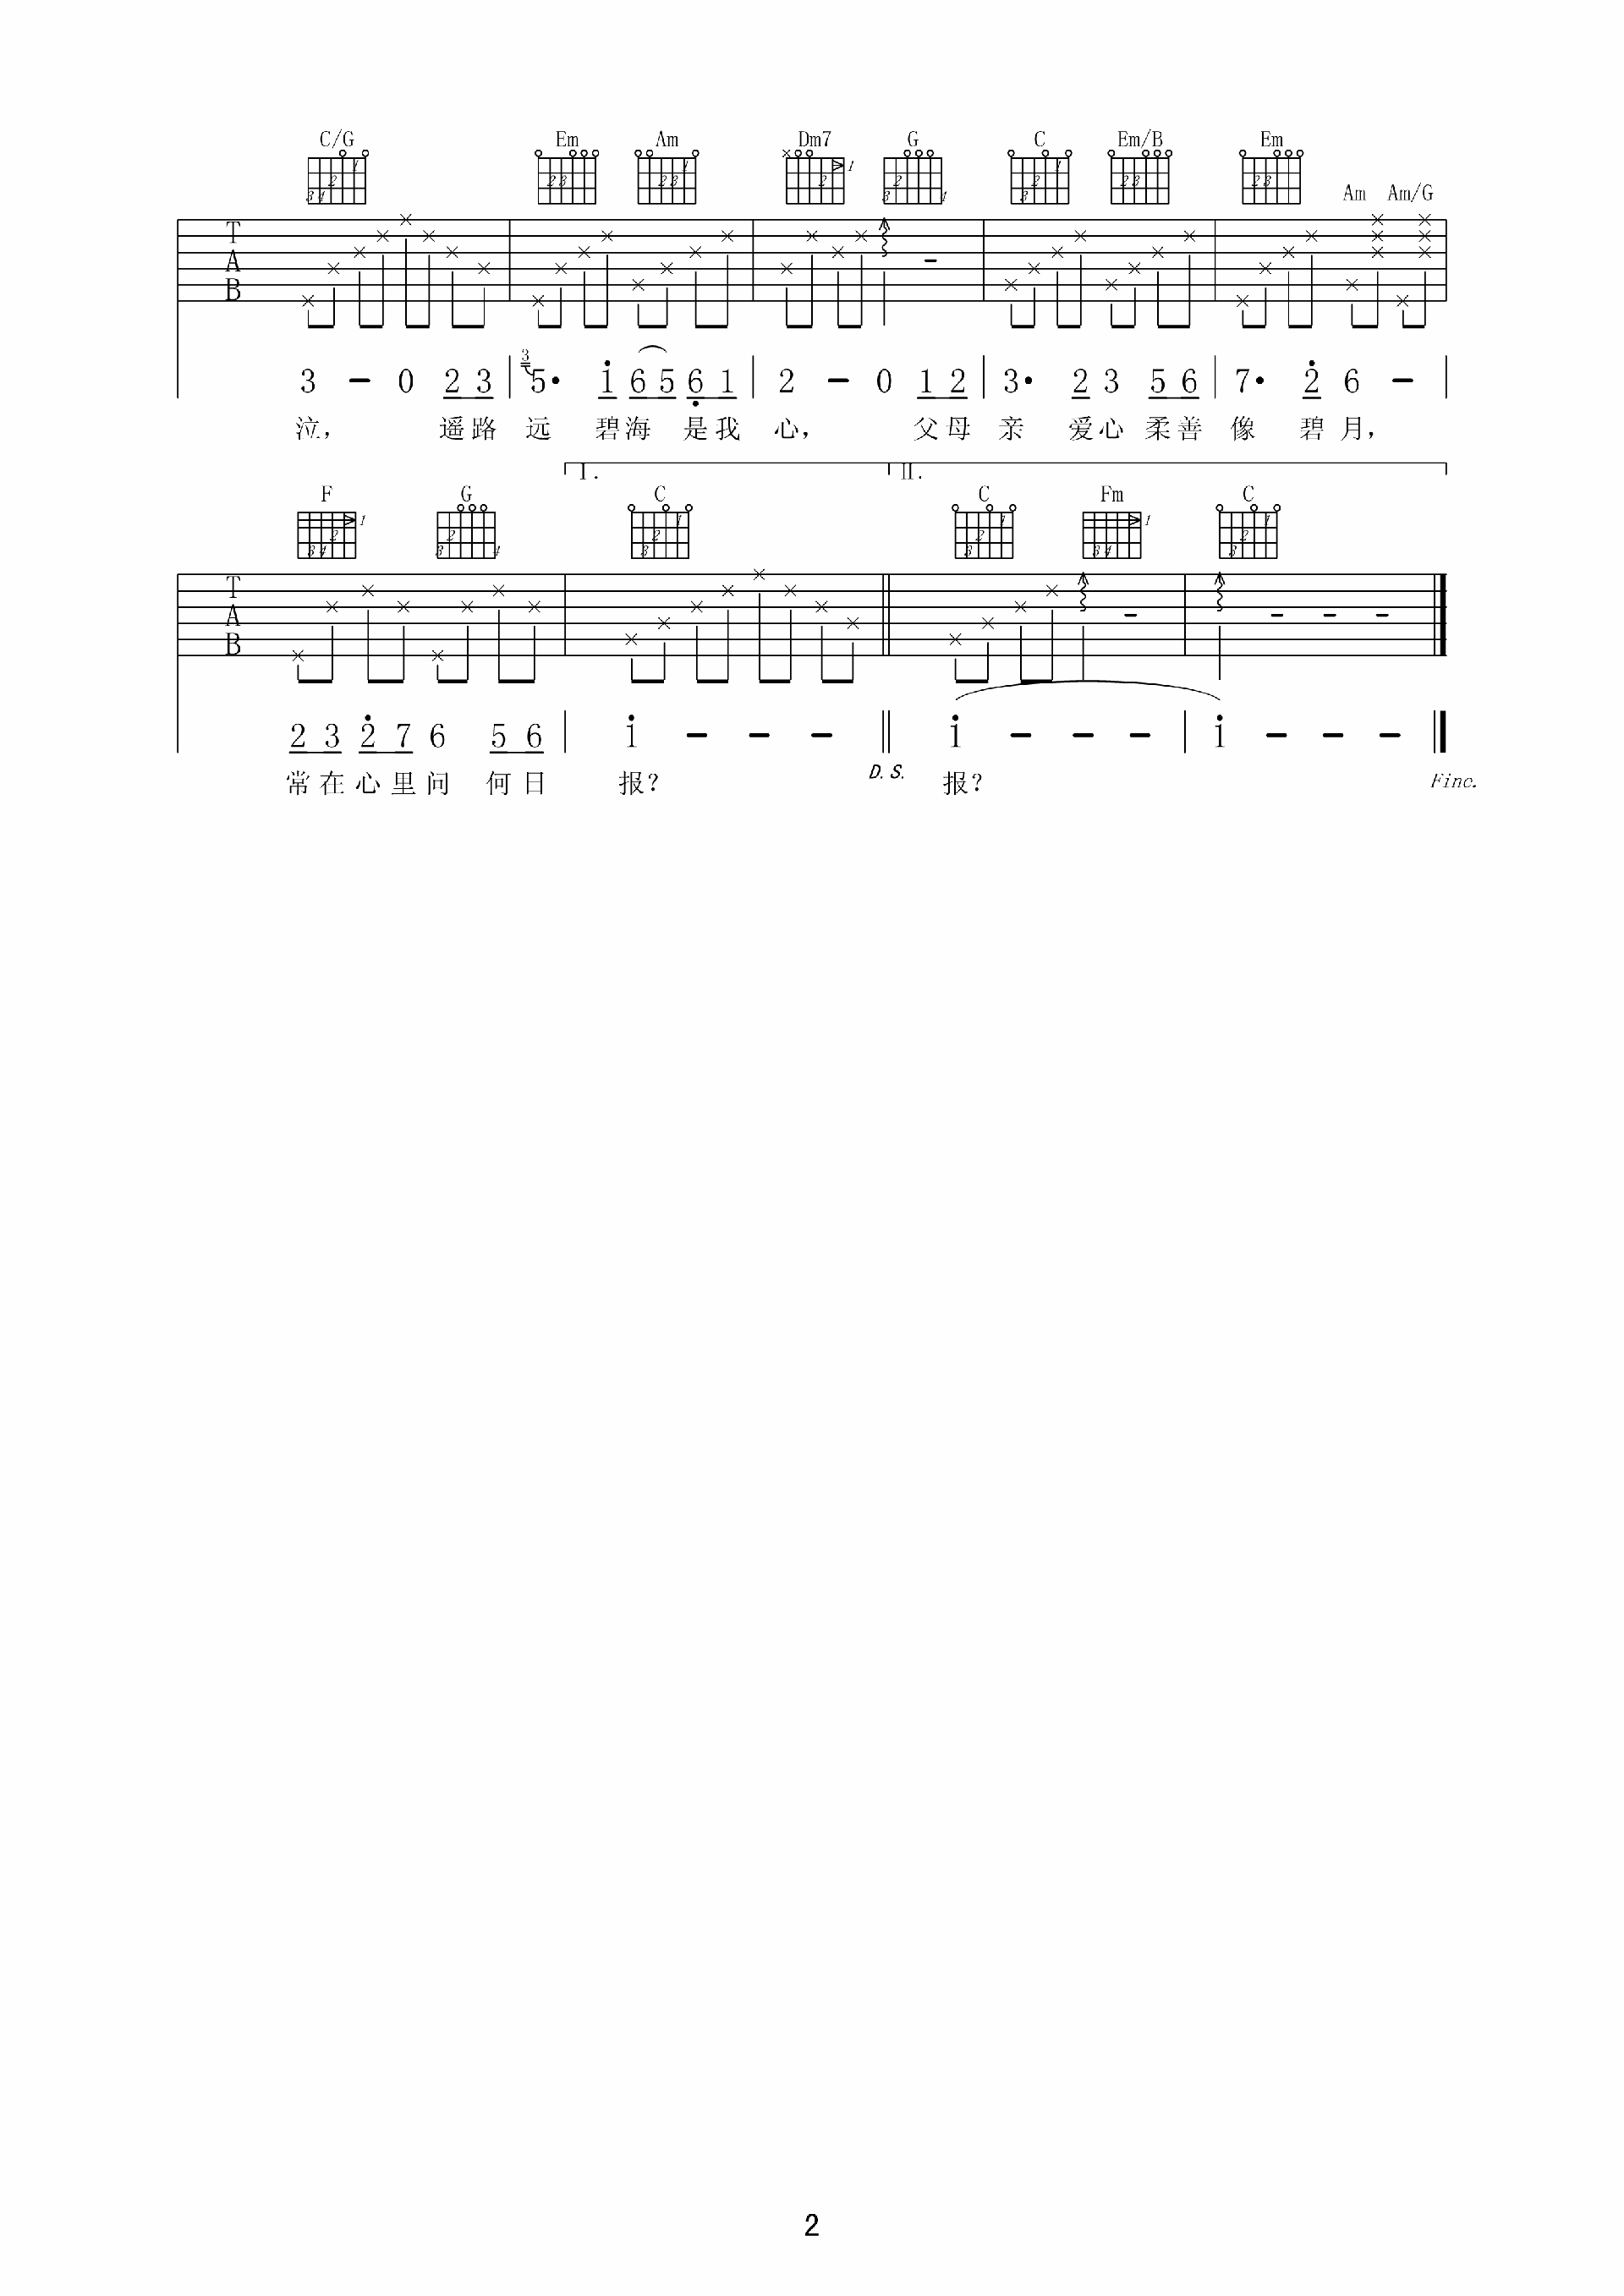 C/G Em Am Dm7 G C Em/B Em Am Am/G
T
A
B
3 - 0 2 3 | 3 5· i 6 5 6 1 | 2 - 0 1 2 | 3· 2 3 5 6 | 7· 2 6 - |
泣， 遥路 远 碧海 是我 心， 父母 亲 爱心 柔善 像 碧 月，
I. II.
F G C C Fm C
T
A
B
2 3 2 7 6 5 6 | i - - - || i - - - | i - - - ||
常在心里问 何日 报？ D. S. 报？ Finc.
2